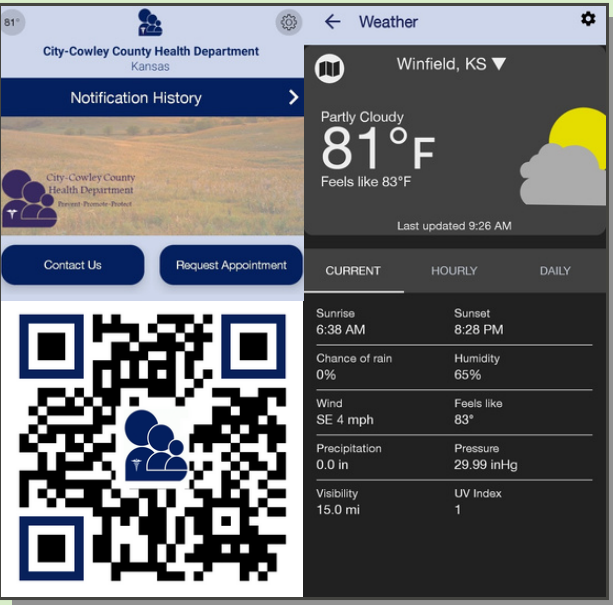 81°
City-Cowley County Health Department
Kansas
Notification History
City-Cowley County
Health Department
Prevent-Promote-Protect
Contact Us
Request Appointment
Weather
Winfield, KS ▼
Partly Cloudy
81°F
Feels like 83°F
Last updated 9:26 AM
CURRENT HOURLY DAILY
Sunrise Sunset
6:38 AM 8:28 PM
Chance of rain Humidity
0% 65%
Wind Feels like
SE 4 mph 83°
Precipitation Pressure
0.0 in 29.99 inHg
Visibility UV Index
15.0 mi 1